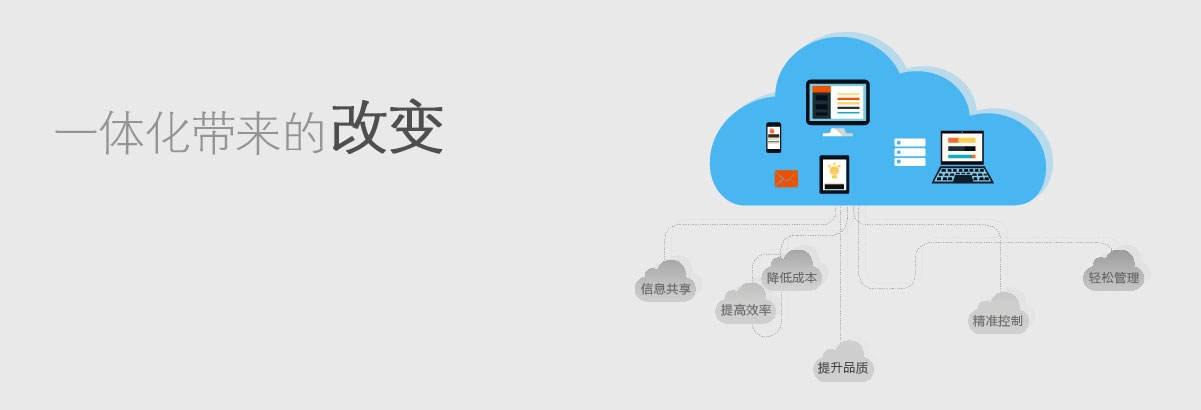 一体化带来的改变
信息共享
提高效率
降低成本
提升品质
精准控制
轻松管理